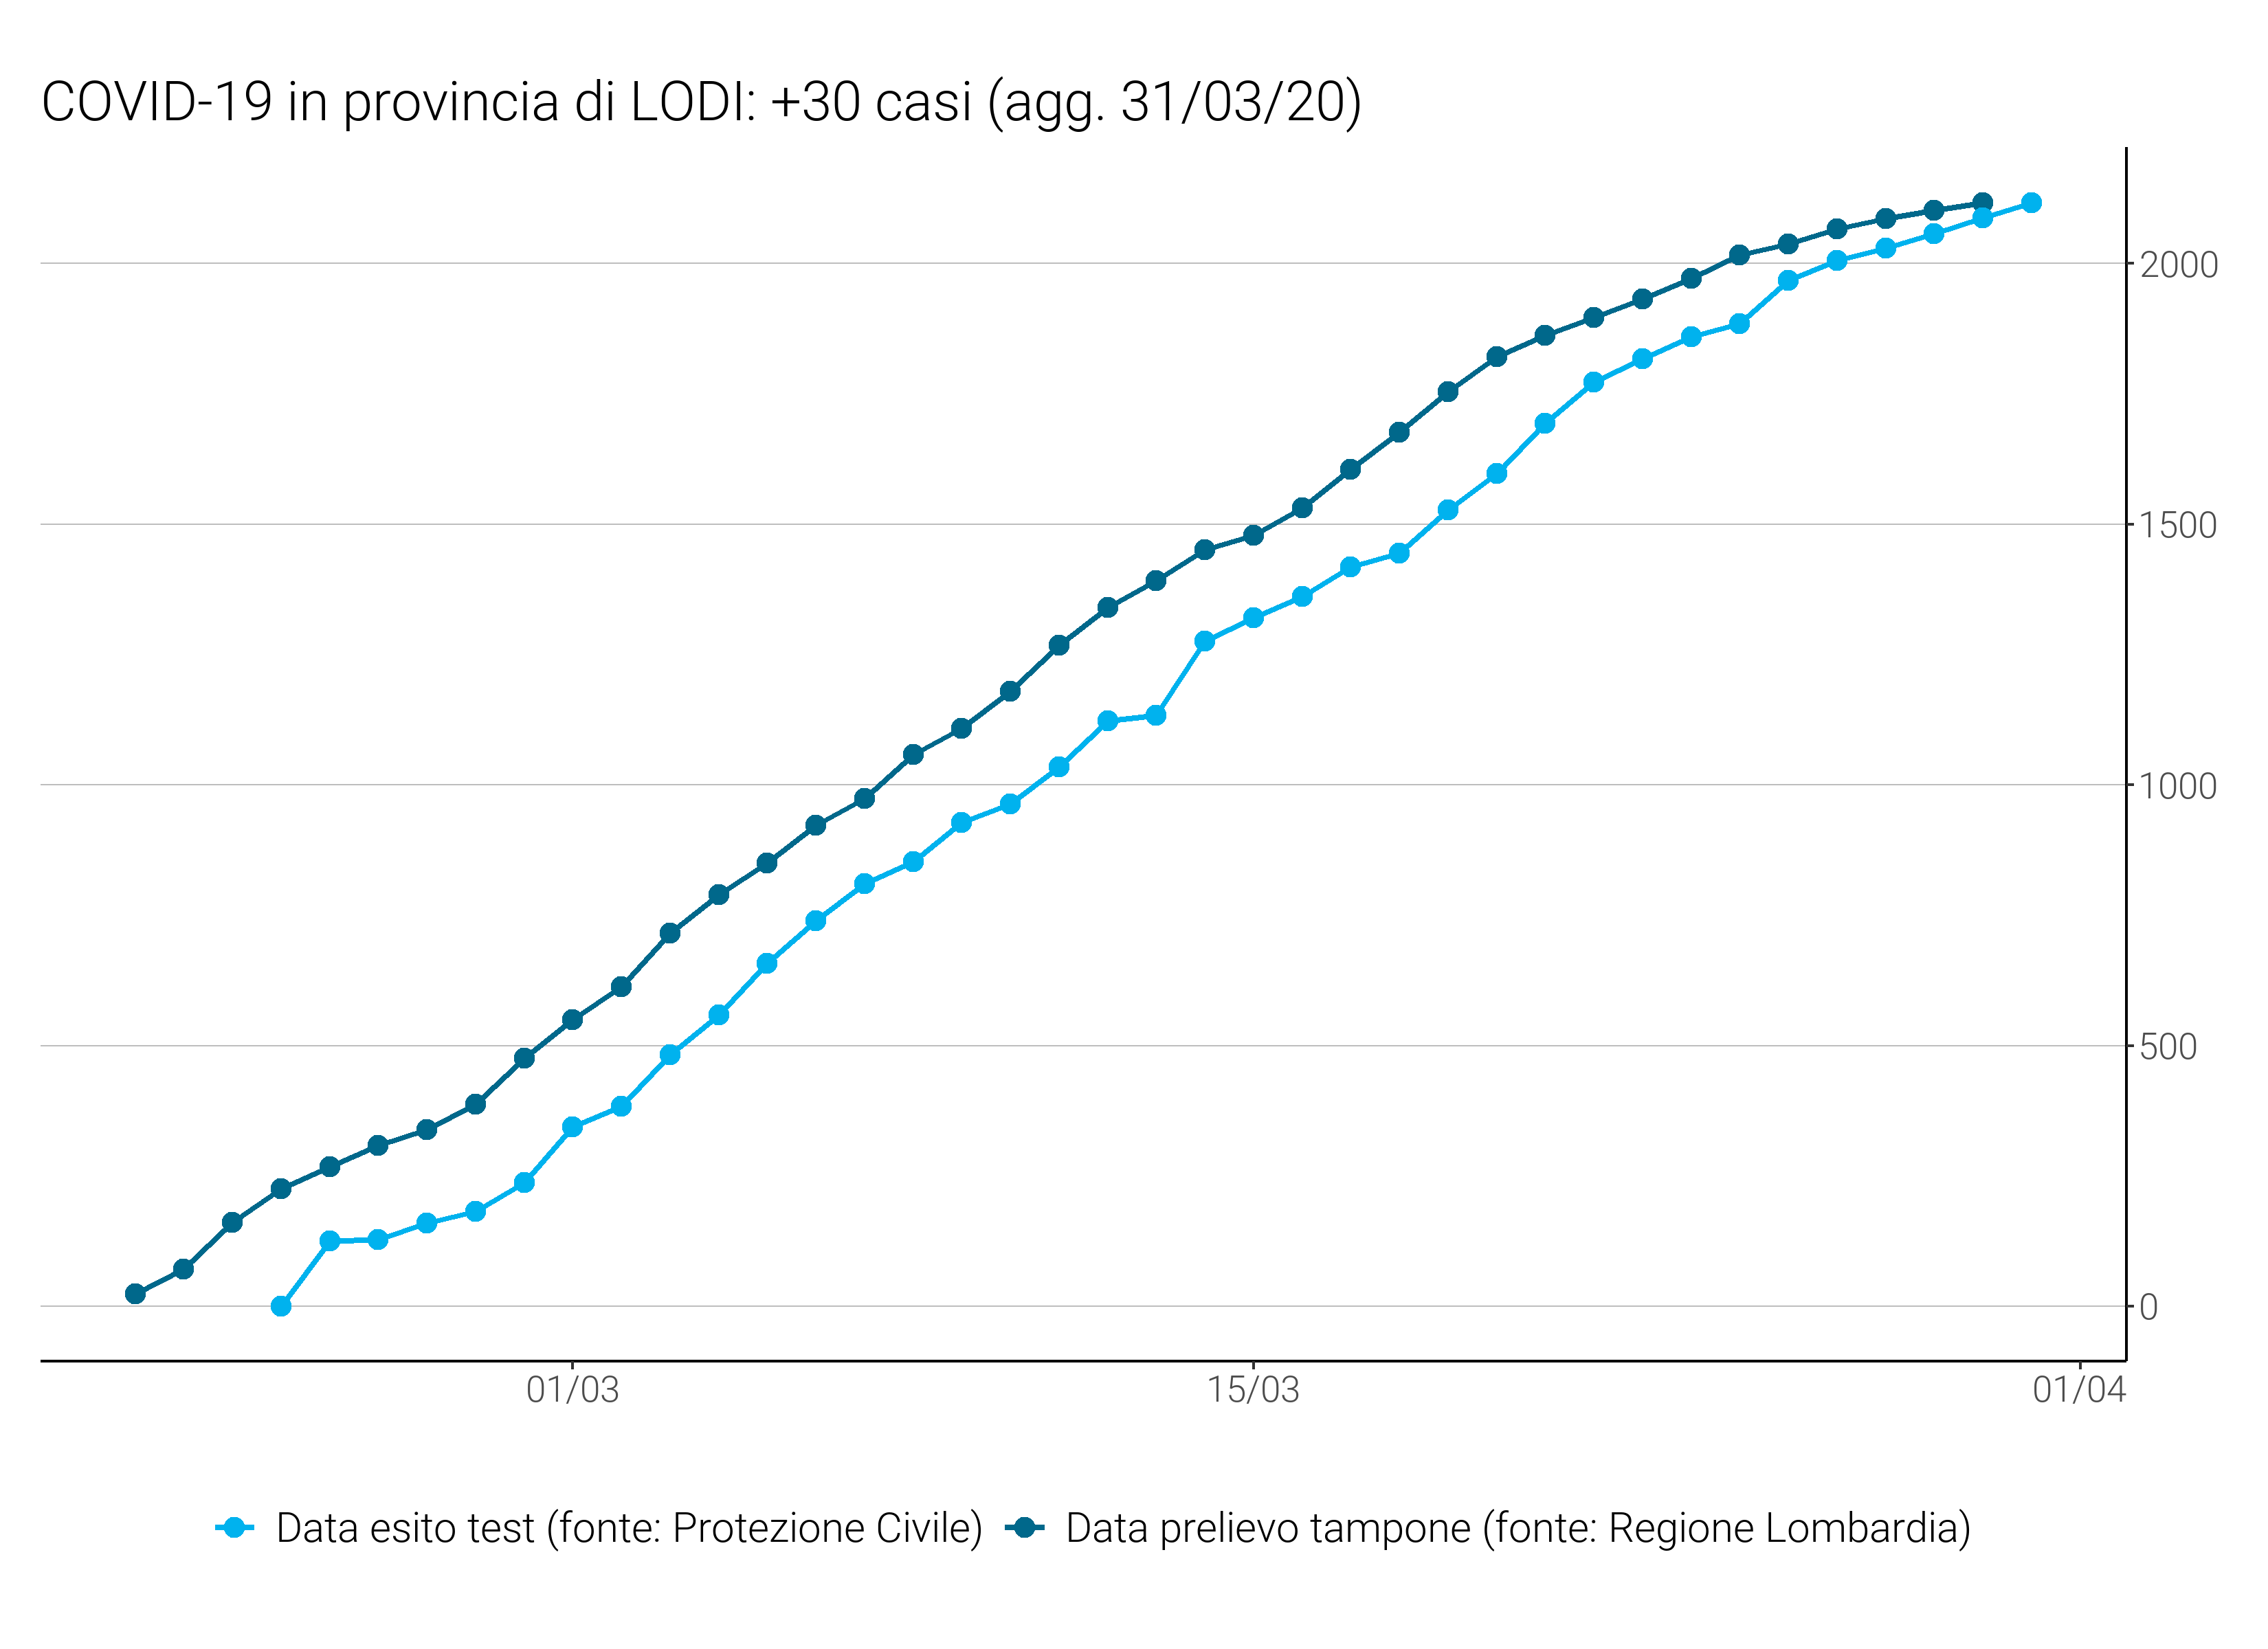 COVID-19 in provincia di LODI: +30 casi (agg. 31/03/20)
2000
1500
1000
500
0
01/03 15/03 01/04
Data esito test (fonte: Protezione Civile) Data prelievo tampone (fonte: Regione Lombardia)